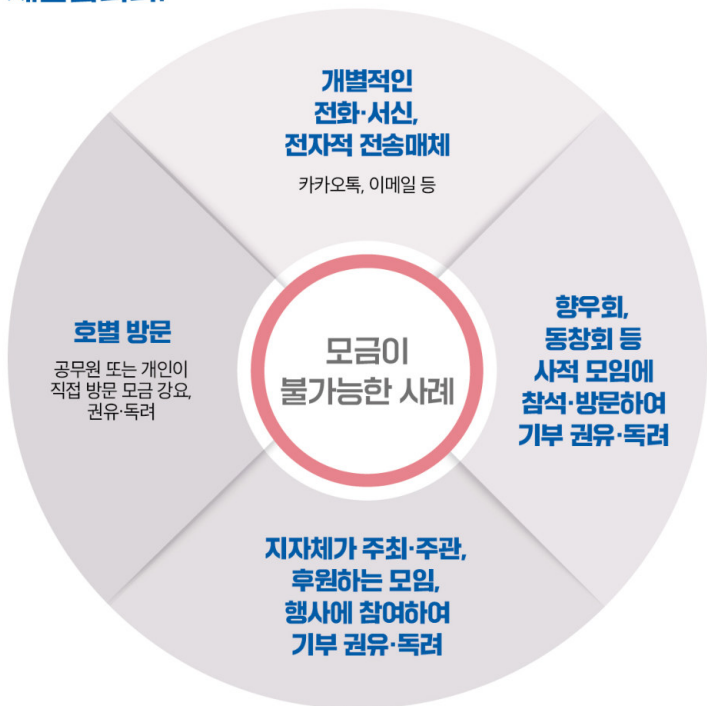 개별적인
전화·서신,
전자적 전송매체
카카오톡, 이메일 등
향우회,
동창회 등
사적 모임에
참석·방문하여
기부 권유·독려
모금이
불가능한 사례
호별 방문
공무원 또는 개인이
직접 방문 모금 강요,
권유·독려
지자체가 주최·주관,
후원하는 모임,
행사에 참여하여
기부 권유·독려